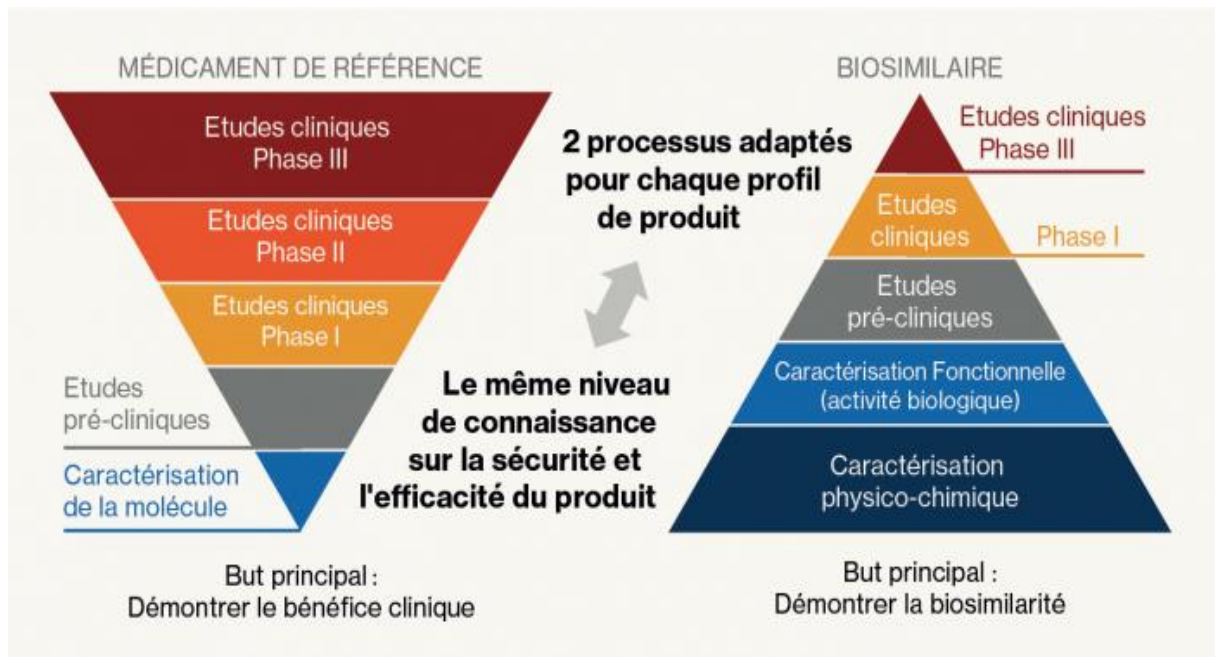 MÉDICAMENT DE RÉFÉRENCE
Etudes cliniques
Phase III
Etudes cliniques
Phase II
Etudes cliniques
Phase I
Etudes
pré-cliniques
Caractérisation
de la molécule
But principal :
Démontrer le bénéfice clinique
2 processus adaptés
pour chaque profil
de produit
Le même niveau
de connaissance
sur la sécurité et
l'efficacité du produit
BIOSIMILAIRE
Etudes cliniques
Phase III
Etudes
cliniques
Phase I
Etudes
pré-cliniques
Caractérisation Fonctionnelle
(activité biologique)
Caractérisation
physico-chimique
But principal :
Démontrer la biosimilarité